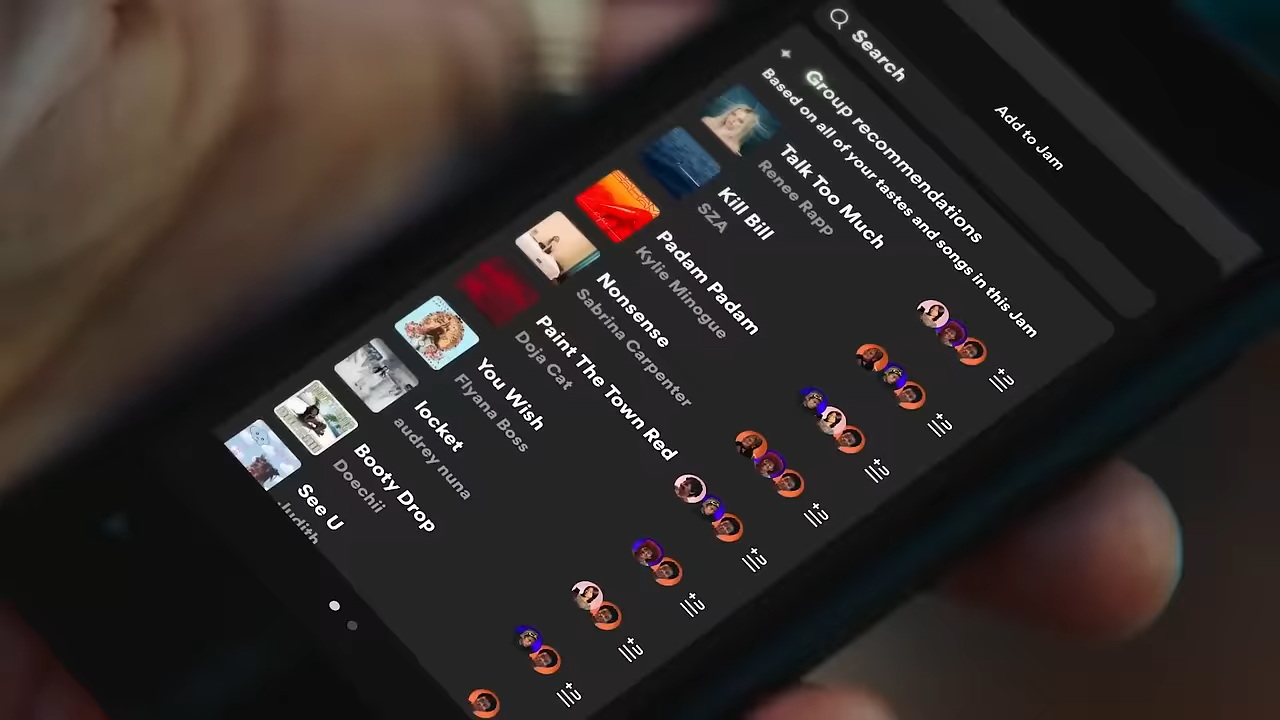 Add to Jam
Search
Group recommendations
Based on all of your tastes and songs in this Jam
Talk Too Much
Renee Rapp
Kill Bill
SZA
Padam Padam
Kylie Minogue
Nonsense
Sabrina Carpenter
Paint The Town Red
Doja Cat
You Wish
Flyana Boss
locket
audrey nuna
Booty Drop
Doechii
See U
Judith